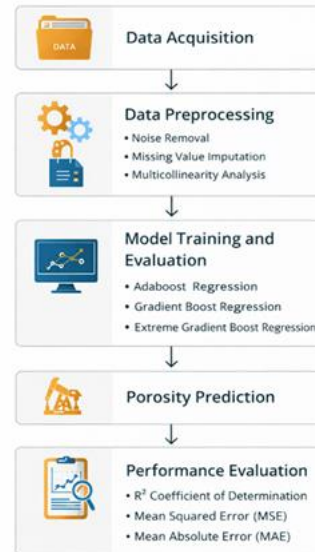 DATA
Data Acquisition
Data Preprocessing
• Noise Removal
• Missing Value Imputation
• Multicollinearity Analysis
Model Training and
Evaluation
• Adaboost Regression
• Gradient Boost Regression
• Extreme Gradient Boost Regression
Porosity Prediction
Performance Evaluation
• R² Coefficient of Determination
• Mean Squared Error (MSE)
• Mean Absolute Error (MAE)